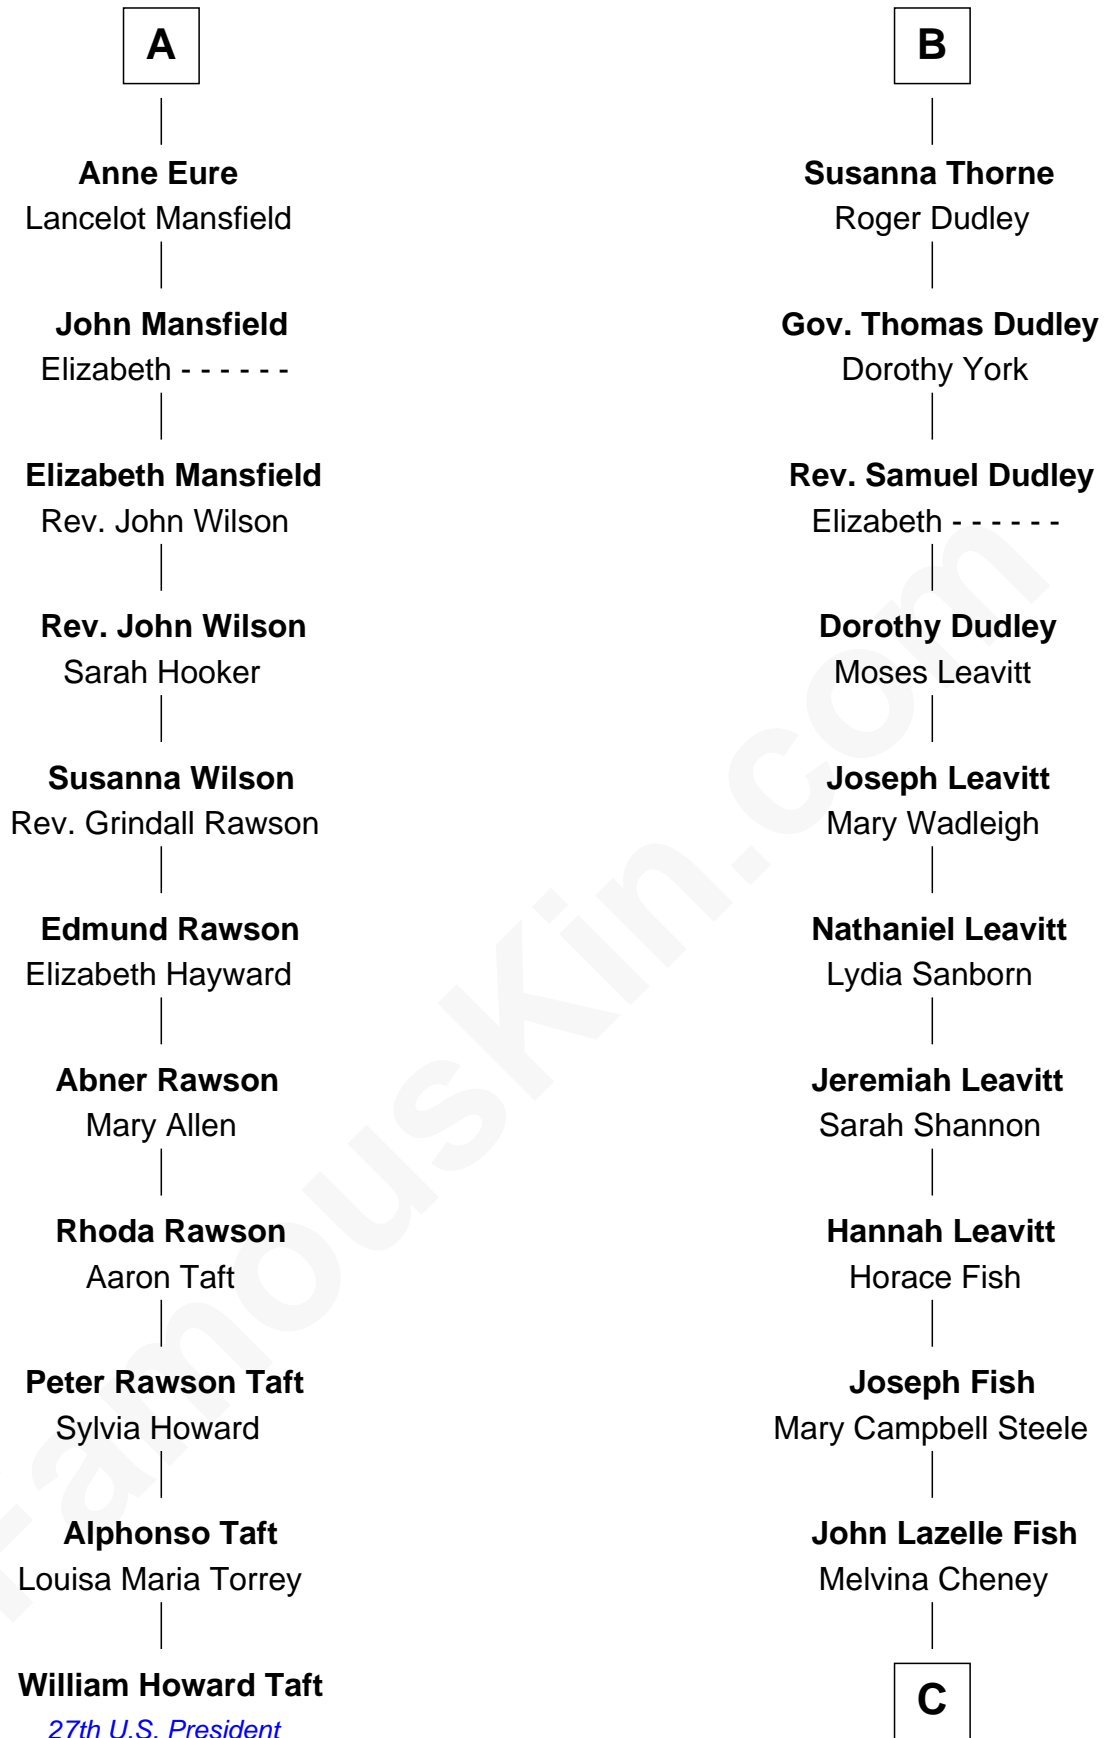 A
Anne Eure
Lancelot Mansfield
John Mansfield
Elizabeth - - - - - -
Elizabeth Mansfield
Rev. John Wilson
Rev. John Wilson
Sarah Hooker
Susanna Wilson
Rev. Grindall Rawson
Edmund Rawson
Elizabeth Hayward
Abner Rawson
Mary Allen
Rhoda Rawson
Aaron Taft
Peter Rawson Taft
Sylvia Howard
Alphonso Taft
Louisa Maria Torrey
William Howard Taft
27th U.S. President
B
Susanna Thorne
Roger Dudley
Gov. Thomas Dudley
Dorothy York
Rev. Samuel Dudley
Elizabeth - - - - - -
Dorothy Dudley
Moses Leavitt
Joseph Leavitt
Mary Wadleigh
Nathaniel Leavitt
Lydia Sanborn
Jeremiah Leavitt
Sarah Shannon
Hannah Leavitt
Horace Fish
Joseph Fish
Mary Campbell Steele
John Lazelle Fish
Melvina Cheney
C
FamousKin.com